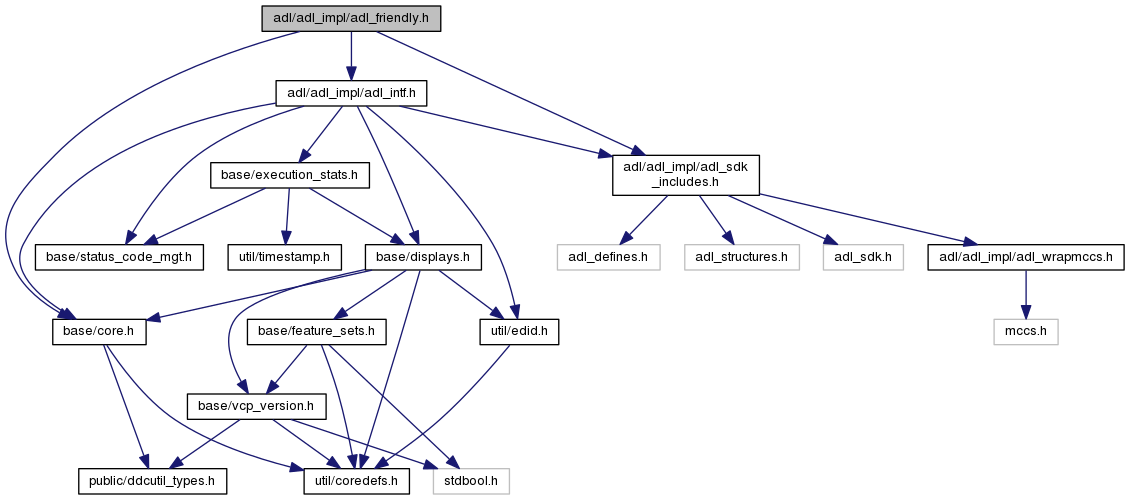 adl/adl_impl/adl_friendly.h
adl/adl_impl/adl_intf.h
adl/adl_impl/adl_sdk
_includes.h
base/execution_stats.h
base/status_code_mgt.h
util/timestamp.h
base/displays.h
adl_defines.h
adl_structures.h
adl_sdk.h
adl/adl_impl/adl_wrapmccs.h
base/core.h
base/feature_sets.h
util/edid.h
mccs.h
base/vcp_version.h
public/ddcutil_types.h
util/coredefs.h
stdbool.h